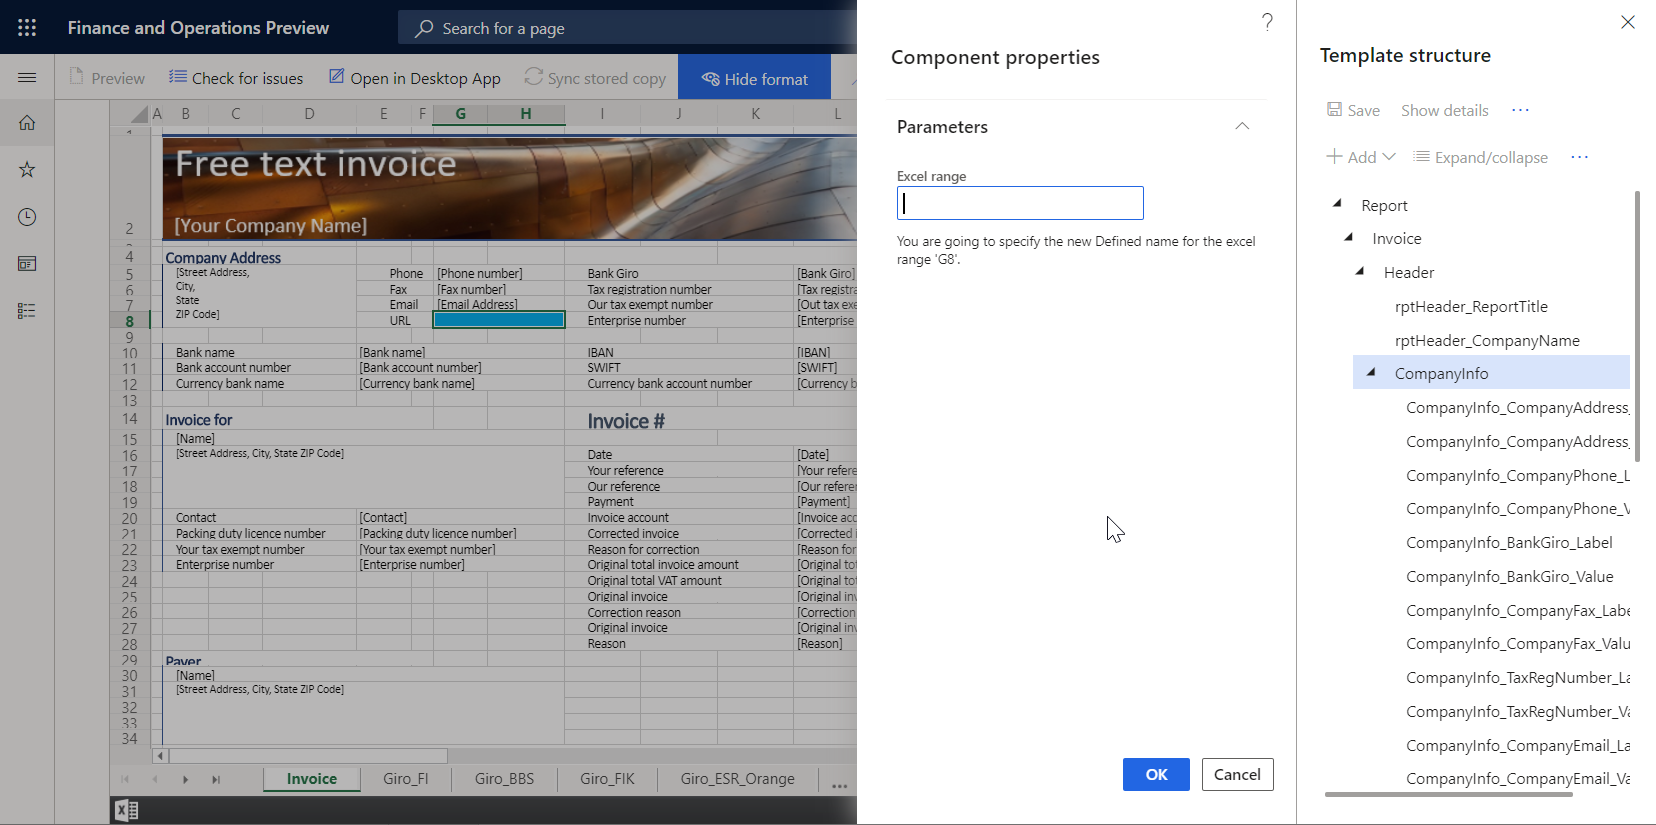 Finance and Operations Preview
Search for a page
Preview
Check for issues
Open in Desktop App
Sync stored copy
Hide format
A B C D E F G H I J K L
1
2
Free text invoice
[Your Company Name]
4 Company Address
5 [Street Address, Phone [Phone number] Bank Giro [Bank Giro]
6 City, Fax [Fax number] Tax registration number [Tax registra
7 State Email [Email Address] Our tax exempt number [Out tax exe
8 ZIP Code] URL Enterprise number [Enterprise
9
10 Bank name [Bank name] IBAN [IBAN]
11 Bank account number [Bank account number] SWIFT [SWIFT]
12 Currency bank name [Currency bank name] Currency bank account number [Currency b
13
14 Invoice for Invoice #
15 [Name]
16 [Street Address, City, State ZIP Code] Date [Date]
17 Your reference [Your refere
18 Our reference [Our referer
19 Payment [Payment]
20 Contact [Contact] Invoice account [Invoice acc
21 Packing duty licence number [Packing duty licence number] Corrected invoice [Corrected i
22 Your tax exempt number [Your tax exempt number] Reason for correction [Reason for
23 Enterprise number [Enterprise number] Original total invoice amount [Original tot
24 Original total VAT amount [Original tot
25 Original invoice [Original inv
26 Correction reason [Correction
27 Original invoice [Original inv
28 Reason [Reason]
29 Payer
30 [Name]
31 [Street Address, City, State ZIP Code]
32
33
34
Invoice
Giro_FI
Giro_BBS
Giro_FIK
Giro_ESR_Orange
...
?
Component properties
Parameters
Excel range
You are going to specify the new Defined name for the excel
range 'G8'.
OK
Cancel
Template structure
Save
Show details
...
Add
Expand/collapse
...
Report
Invoice
Header
rptHeader_ReportTitle
rptHeader_CompanyName
CompanyInfo
CompanyInfo_CompanyAddress_
CompanyInfo_CompanyAddress_
CompanyInfo_CompanyPhone_L
CompanyInfo_CompanyPhone_V
CompanyInfo_BankGiro_Label
CompanyInfo_BankGiro_Value
CompanyInfo_CompanyFax_Labe
CompanyInfo_CompanyFax_Valu
CompanyInfo_TaxRegNumber_La
CompanyInfo_TaxRegNumber_Va
CompanyInfo_CompanyEmail_La
CompanyInfo_CompanyEmail_Va